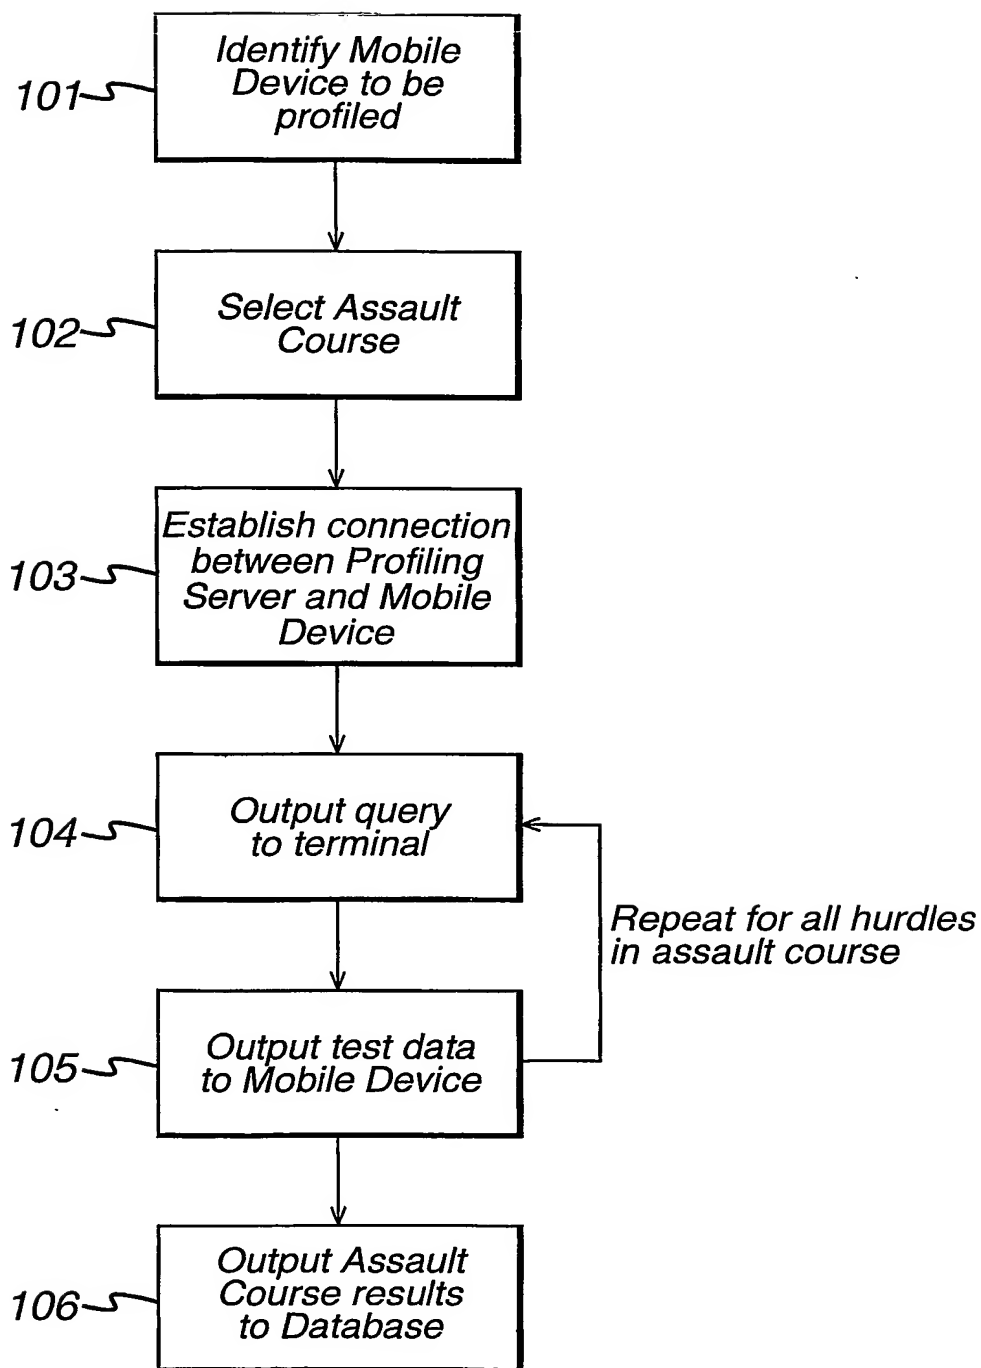 101
Identify Mobile
Device to be
profiled
102
Select Assault
Course
103
Establish connection
between Profiling
Server and Mobile
Device
104
Output query
to terminal
Repeat for all hurdles
in assault course
105
Output test data
to Mobile Device
106
Output Assault
Course results
to Database